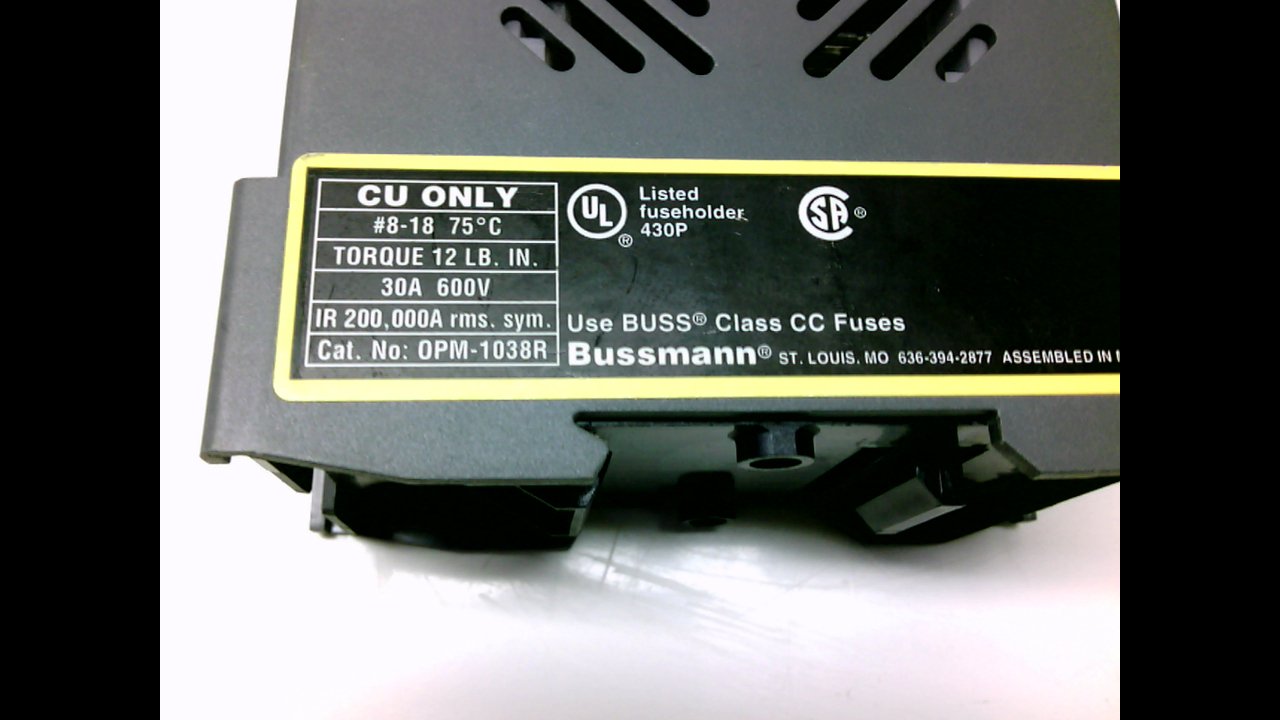 CU ONLY
#8-18 75°C
TORQUE 12 LB. IN.
30A 600V
IR 200,000A rms. sym.
Cat. No: OPM-1038R
UL ®
Listed
fuseholder
430P
SA ®
Use BUSS® Class CC Fuses
Bussmann® ST. LOUIS, MO 636-394-2877 ASSEMBLED IN